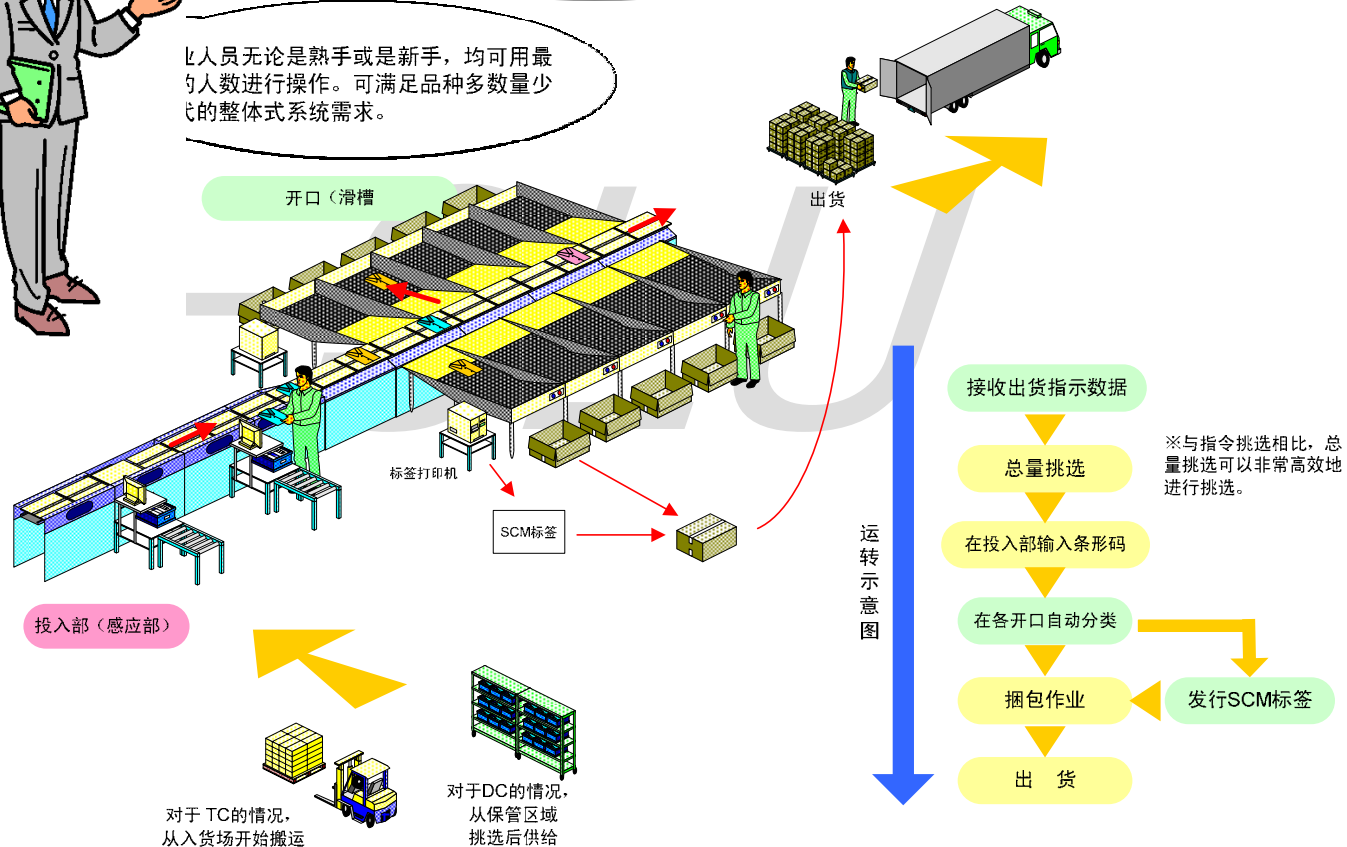 业人员无论是熟手或是新手，均可用最
的人数进行操作。可满足品种多数量少
代的整体式系统需求。
开口（滑槽
出货
标签打印机
SCM标签
投入部（感应部）
对于 TC的情况，
从入货场开始搬运
对于DC的情况，
从保管区域
挑选后供给
运转示意图
接收出货指示数据
总量挑选
※与指令挑选相比，总
量挑选可以非常高效地
进行挑选。
在投入部输入条形码
在各开口自动分类
捆包作业
发行SCM标签
出 货
SLU